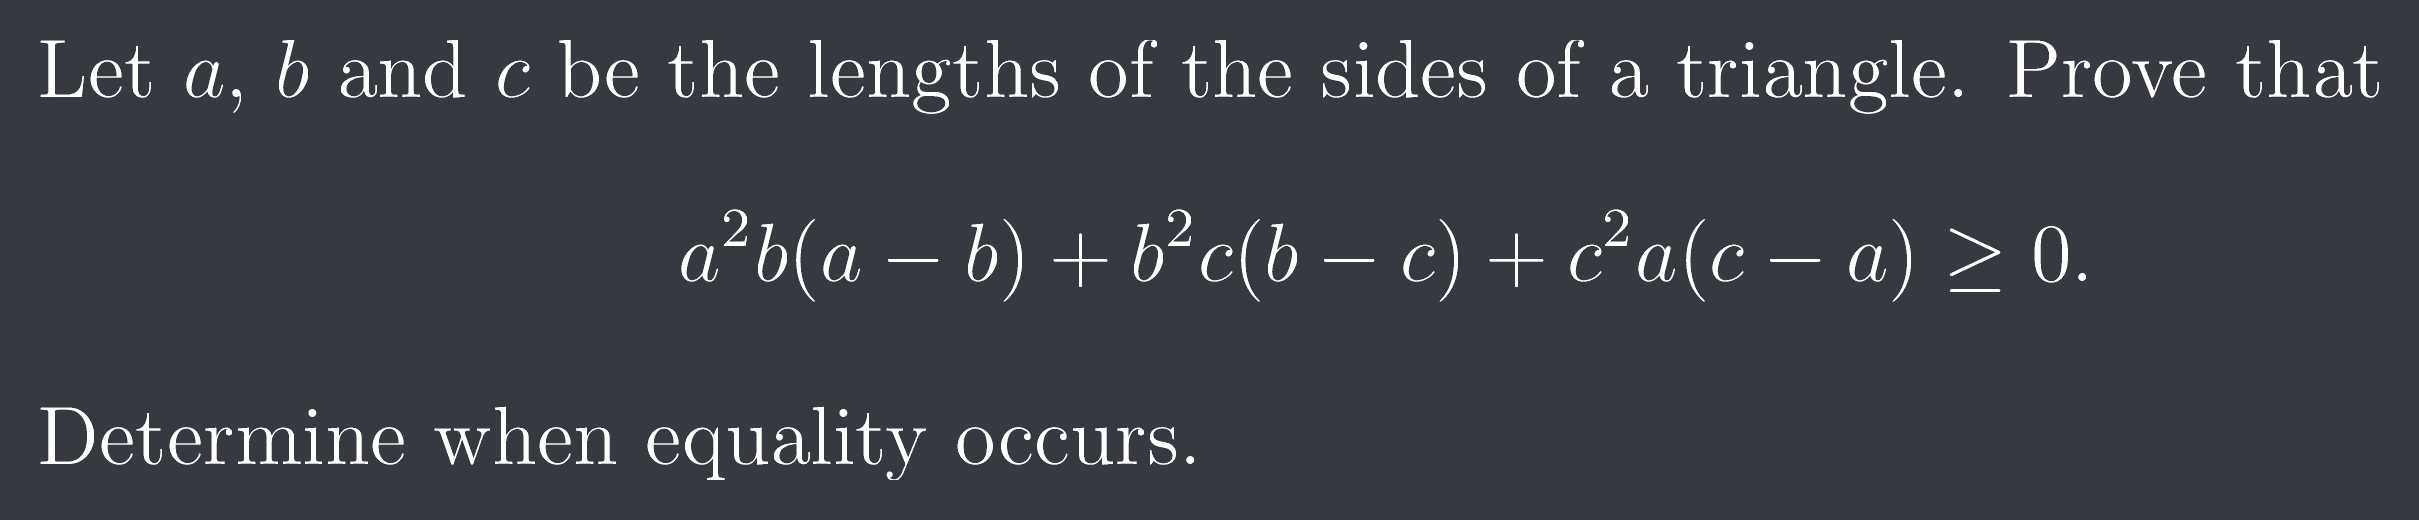 Let a, b and c be the lengths of the sides of a triangle. Prove that
a²b(a − b) + b²c(b − c) + c²a(c − a) ≥ 0.
Determine when equality occurs.